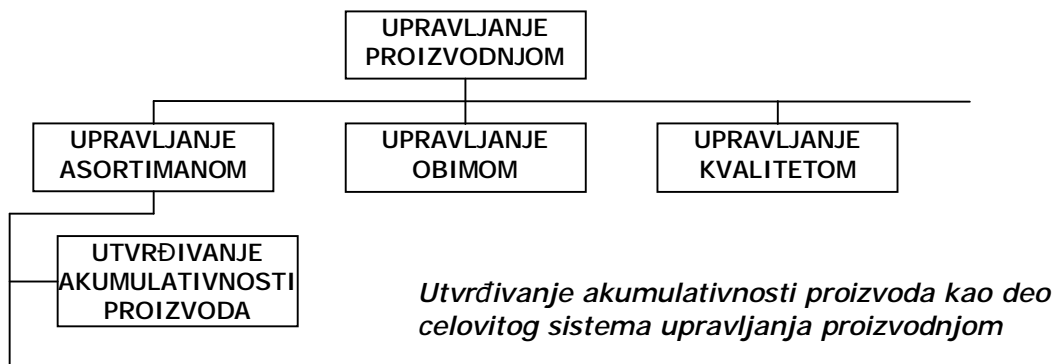 UPRAVLJANJE
PROIZVODNJOM
UPRAVLJANJE
ASORTIMANOM
UPRAVLJANJE
OBIMOM
UPRAVLJANJE
KVALITETOM
UTVRĐIVANJE
AKUMULATIVNOSTI
PROIZVODA
Utvrđivanje akumulativnosti proizvoda kao deo
celovitog sistema upravljanja proizvodnjom